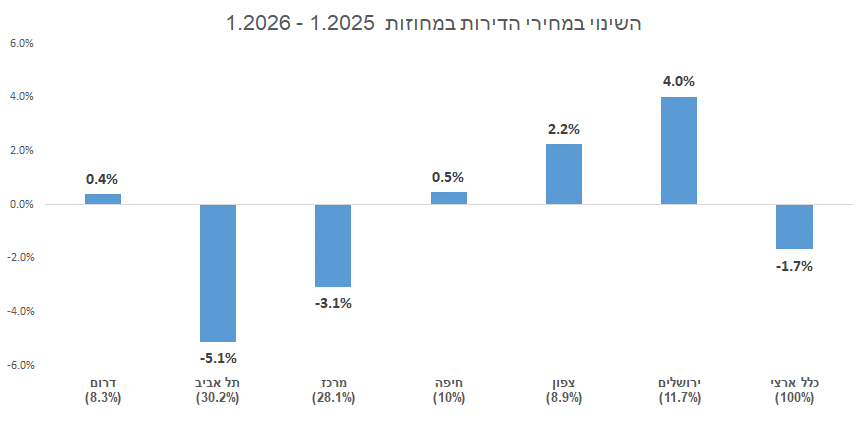 השינוי במחירי הדירות במחוזות 1.2025 - 1.2026
6.0%
4.0%
2.0%
0.0%
-2.0%
-4.0%
-6.0%
0.4%
-5.1%
-3.1%
0.5%
2.2%
4.0%
-1.7%
דרום
(8.3%)
תל אביב
(30.2%)
מרכז
(28.1%)
חיפה
(10%)
צפון
(8.9%)
ירושלים
(11.7%)
כלל ארצי
(100%)